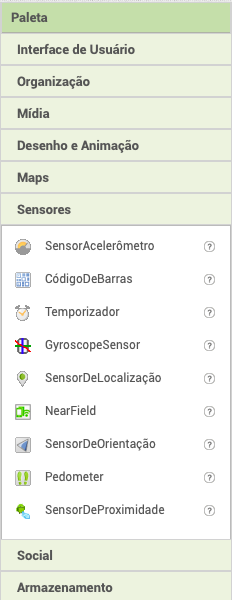 Paleta
Interface de Usuário
Organização
Mídia
Desenho e Animação
Maps
Sensores
SensorAcelerômetro ?
CódigoDeBarras ?
Temporizador ?
GyroscopeSensor ?
SensorDeLocalização ?
NearField ?
SensorDeOrientação ?
Pedometer ?
SensorDeProximidade ?
Social
Armazenamento